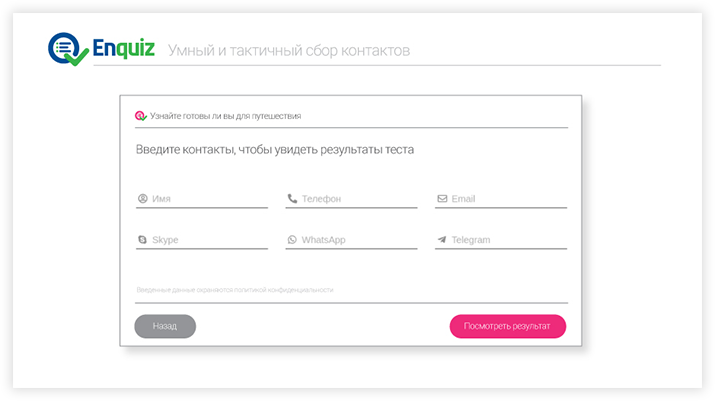 Enquiz Умный и тактичный сбор контактов
Узнайте готовы ли вы для путешествия
Введите контакты, чтобы увидеть результаты теста
Имя Телефон Email
Skype WhatsApp Telegram
Введенные данные охраняются политикой конфиденциальности
Назад Посмотреть результат